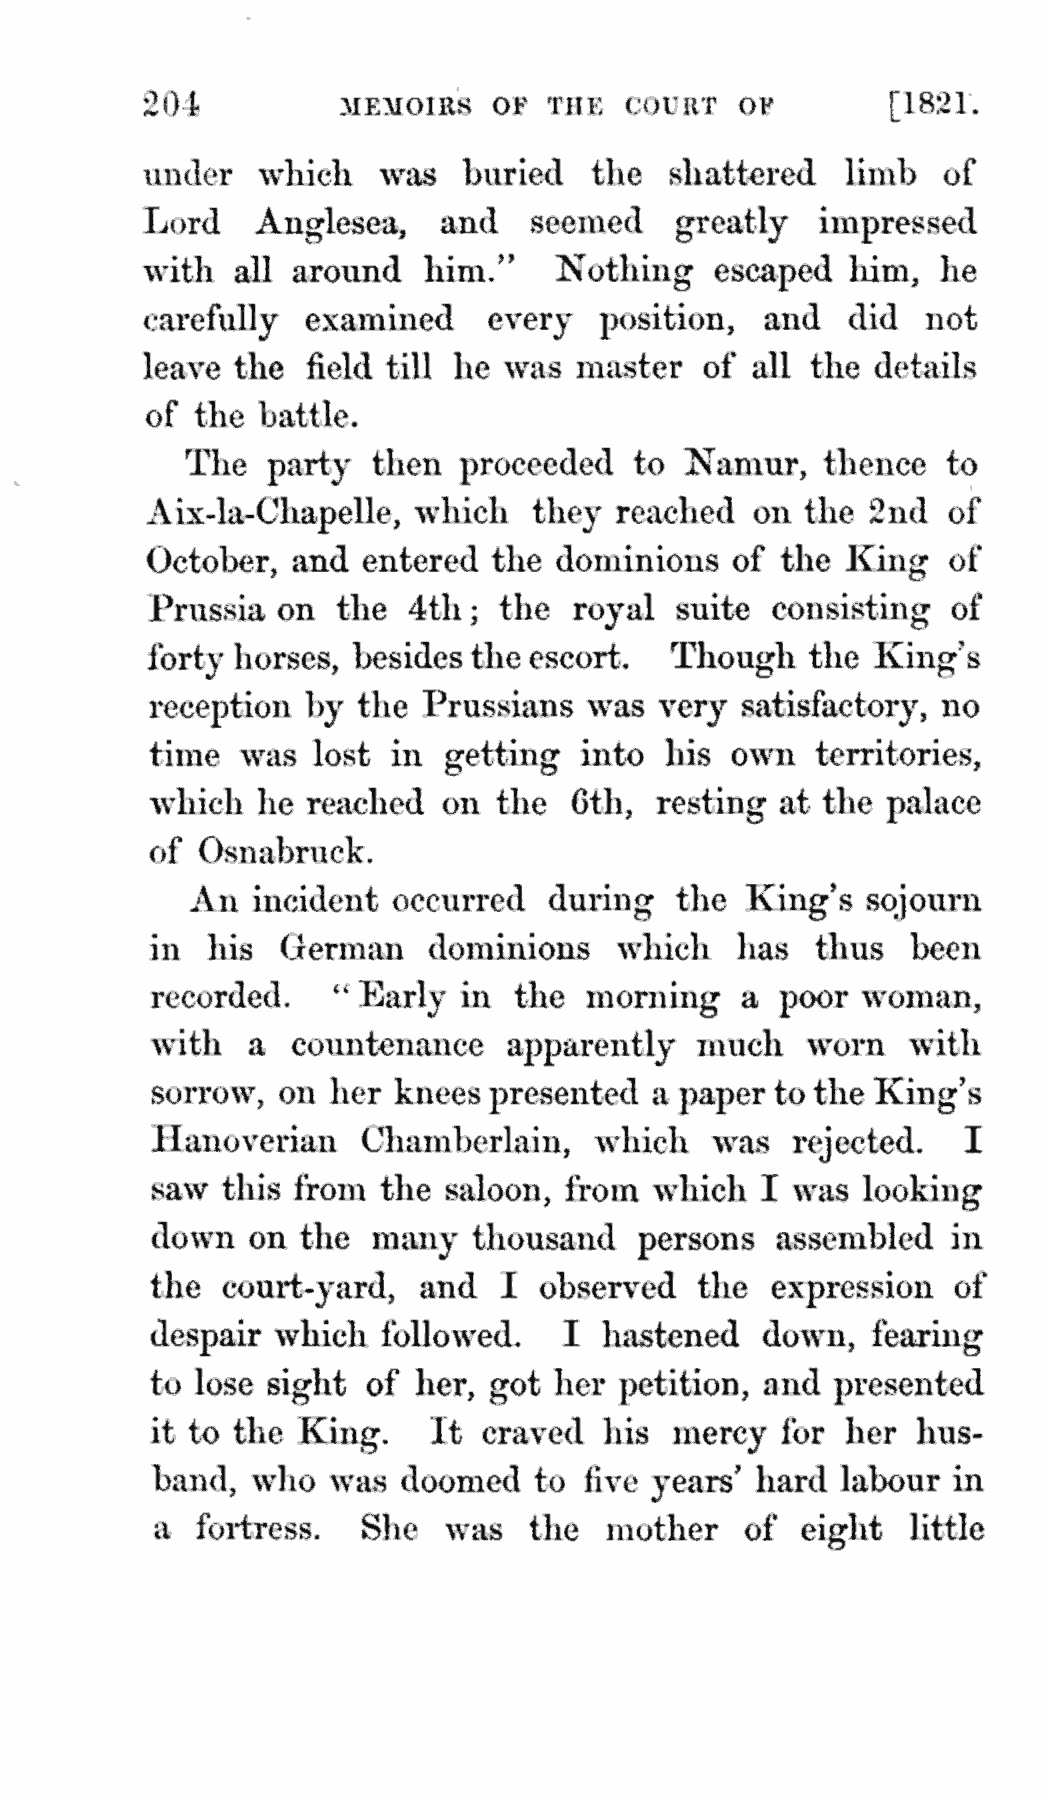 204 MEMOIRS OF THE COURT OF [1821.
under which was buried the shattered limb of
Lord Anglesea, and seemed greatly impressed
with all around him.” Nothing escaped him, he
carefully examined every position, and did not
leave the field till he was master of all the details
of the battle.
The party then proceeded to Namur, thence to
Aix-la-Chapelle, which they reached on the 2nd of
October, and entered the dominions of the King of
Prussia on the 4th; the royal suite consisting of
forty horses, besides the escort. Though the King's
reception by the Prussians was very satisfactory, no
time was lost in getting into his own territories,
which he reached on the 6th, resting at the palace
of Osnabruck.
An incident occurred during the King's sojourn
in his German dominions which has thus been
recorded. “Early in the morning a poor woman,
with a countenance apparently much worn with
sorrow, on her knees presented a paper to the King's
Hanoverian Chamberlain, which was rejected. I
saw this from the saloon, from which I was looking
down on the many thousand persons assembled in
the court-yard, and I observed the expression of
despair which followed. I hastened down, fearing
to lose sight of her, got her petition, and presented
it to the King. It craved his mercy for her hus-
band, who was doomed to five years' hard labour in
a fortress. She was the mother of eight little